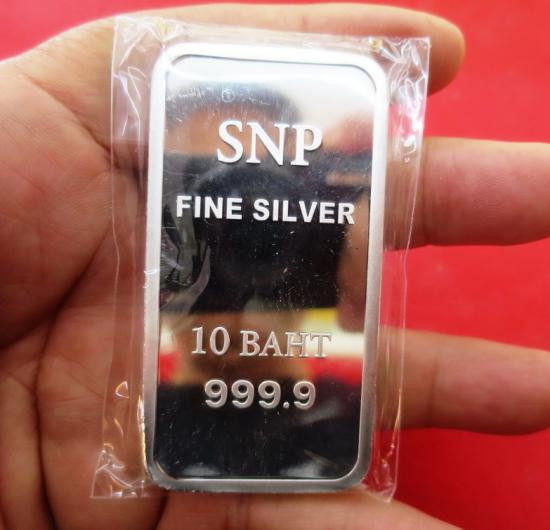 SNP
FINE SILVER
10 BAHT
999.9